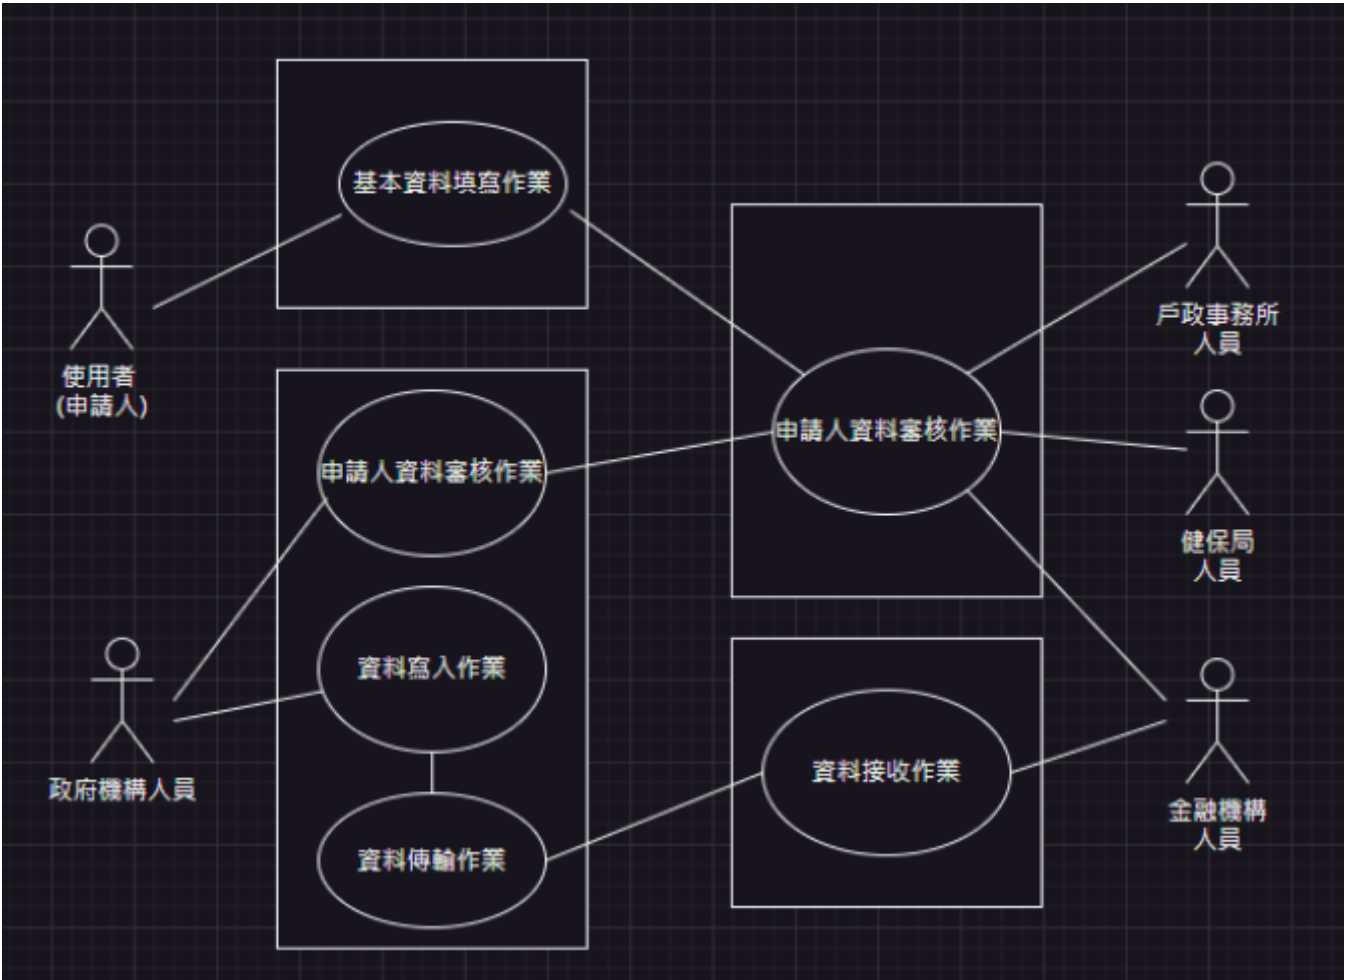 基本資料填寫作業
使用者
(申請人)
申請人資料審核作業
資料寫入作業
政府機構人員
資料傳輸作業
申請人資料審核作業
資料接收作業
戶政事務所
人員
健保局
人員
金融機構
人員